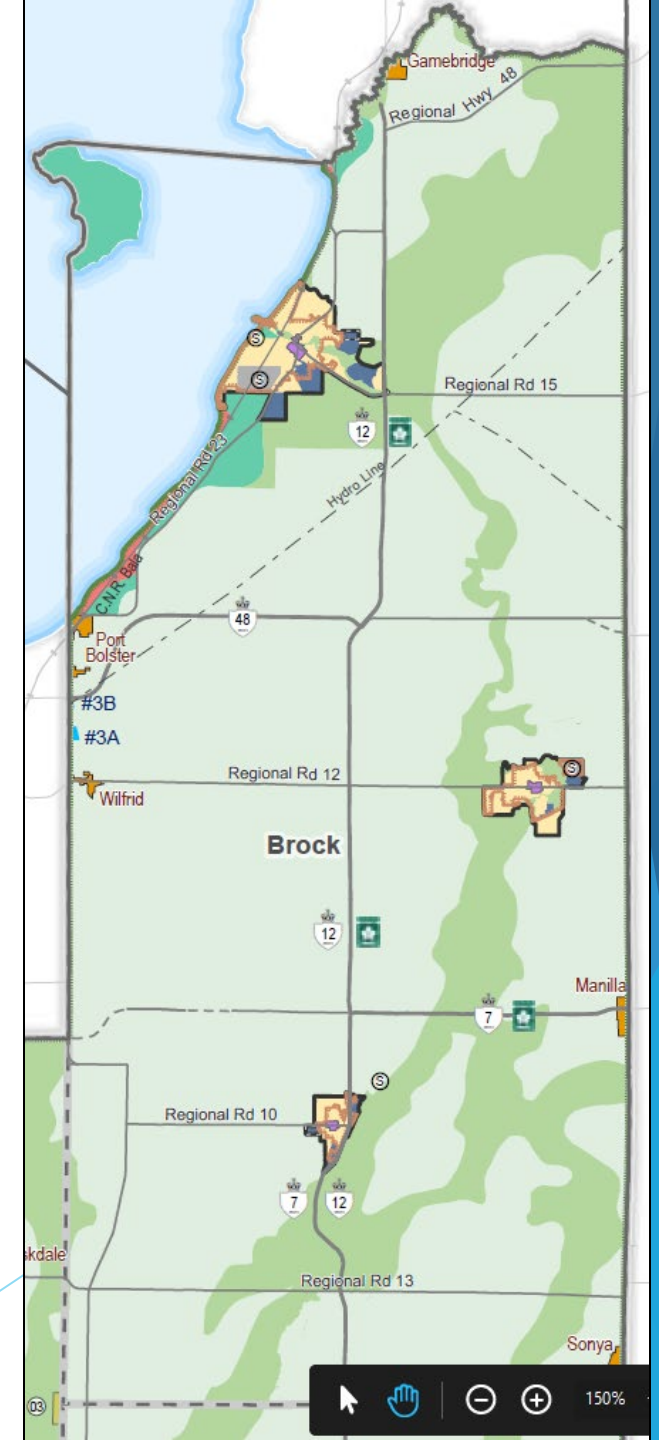 Gamebridge
Regional Hwy 48
S
S
Regional Rd 15
12
Regional Rd 23
Hydro Line
C.N.R. Bala
48
Port
Bolster
#3B
#3A
S
Regional Rd 12
Wilfrid
Brock
12
Manilla
7
S
Regional Rd 10
7
12
kdale
Regional Rd 13
Sonya
03
150%